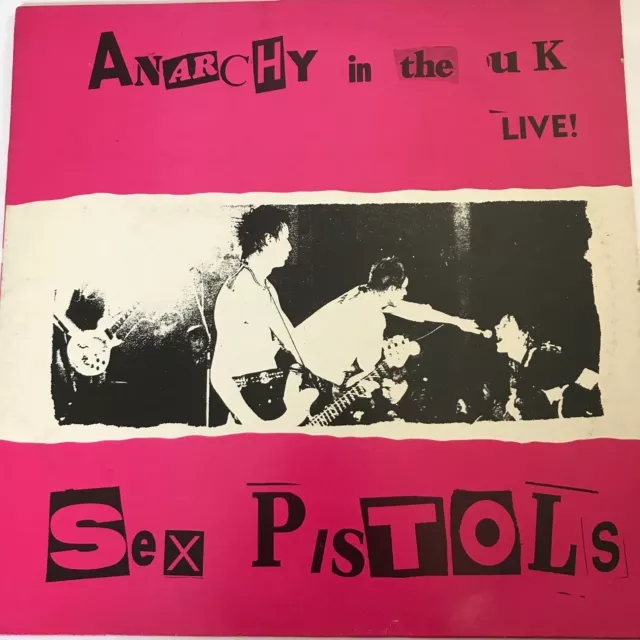 ANARCHY in the uK
LIVE!
Sex PisTOLs